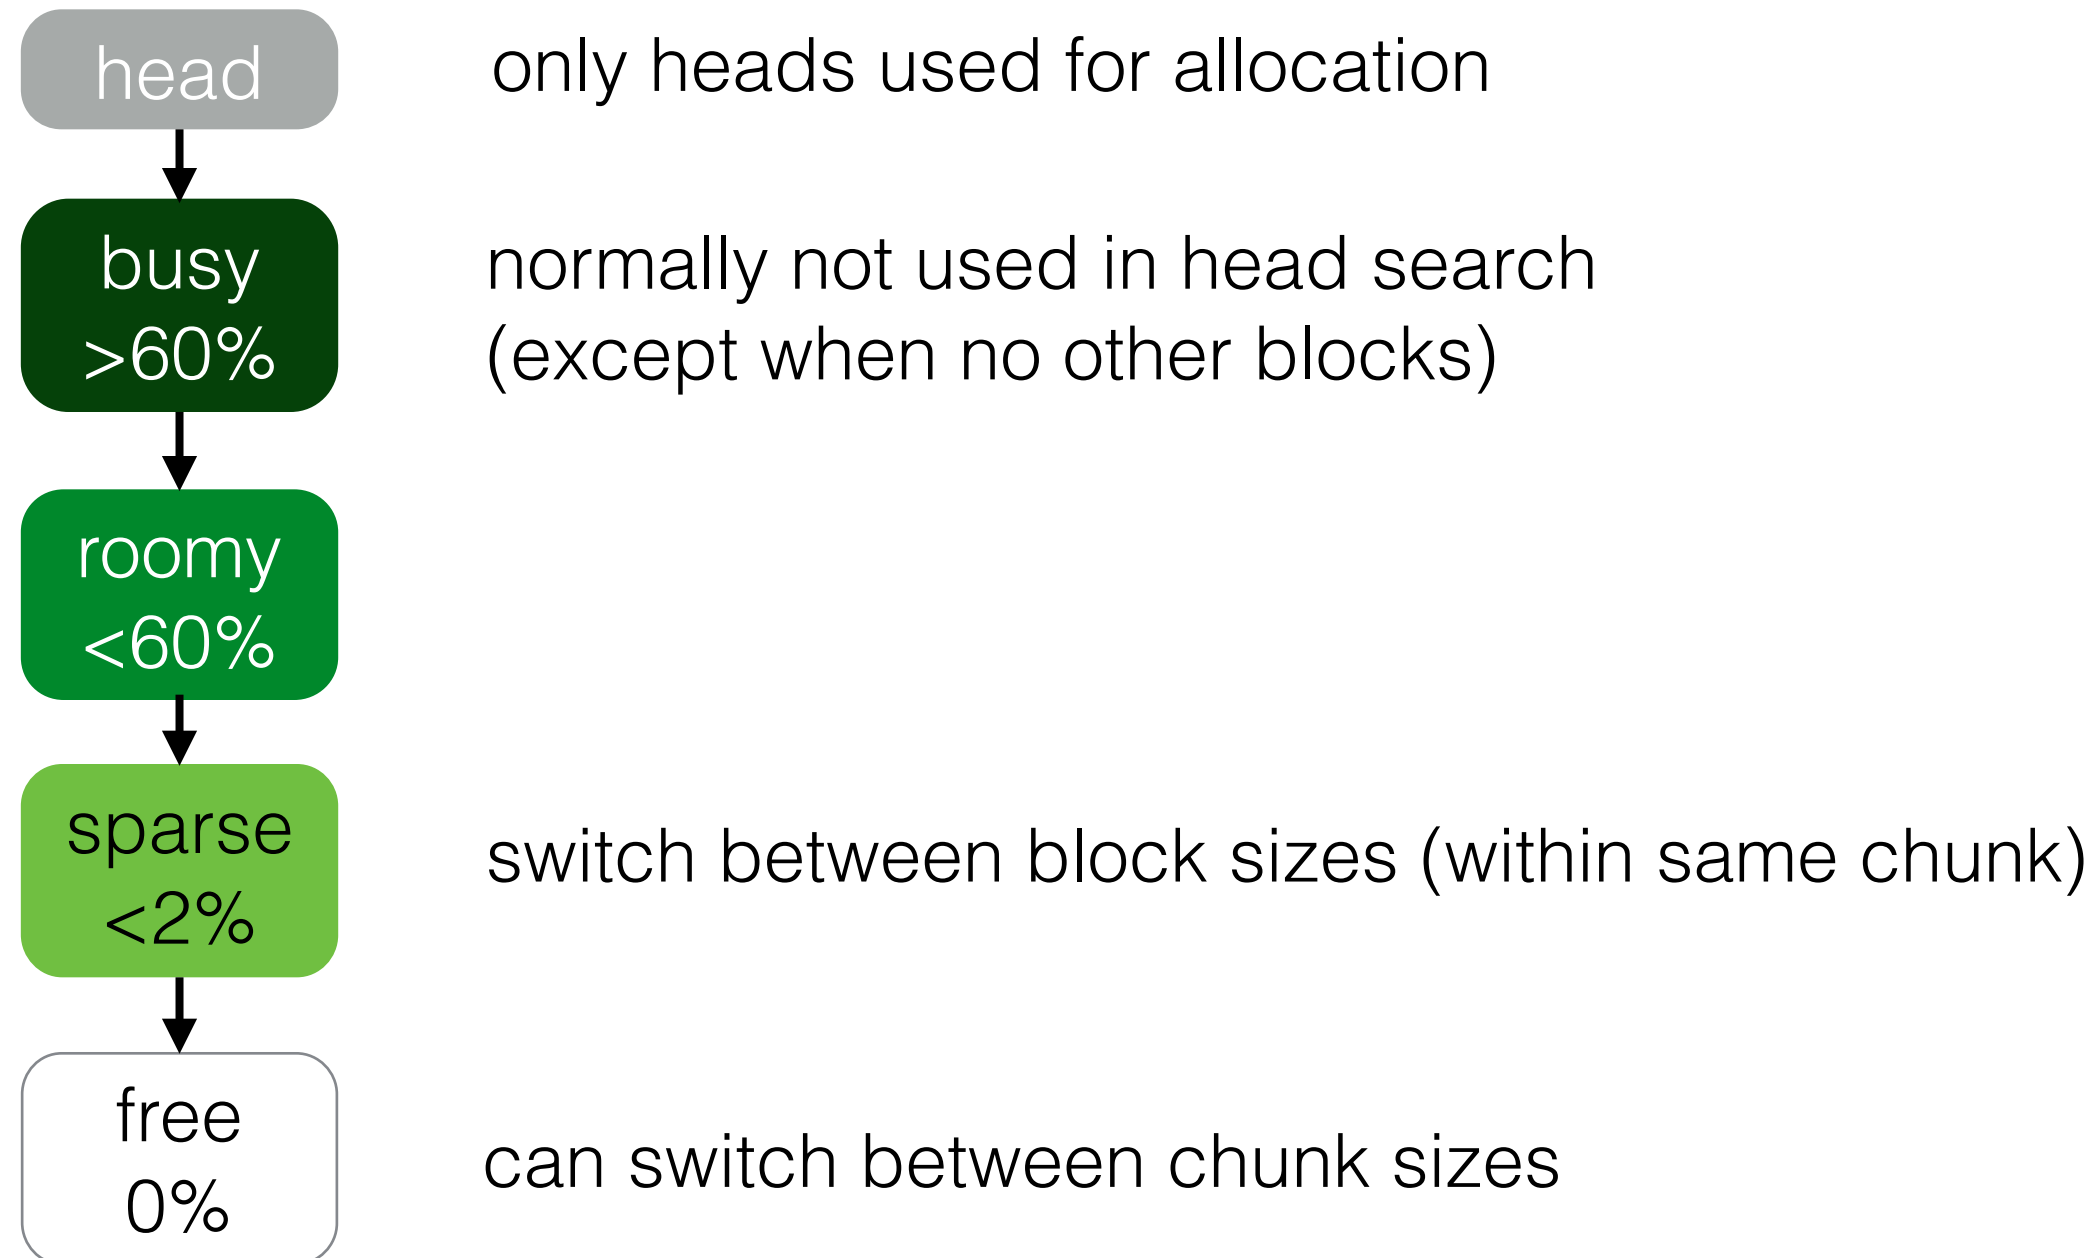 head
only heads used for allocation
busy
>60%
normally not used in head search
(except when no other blocks)
roomy
<60%
sparse
<2%
switch between block sizes (within same chunk)
free
0%
can switch between chunk sizes